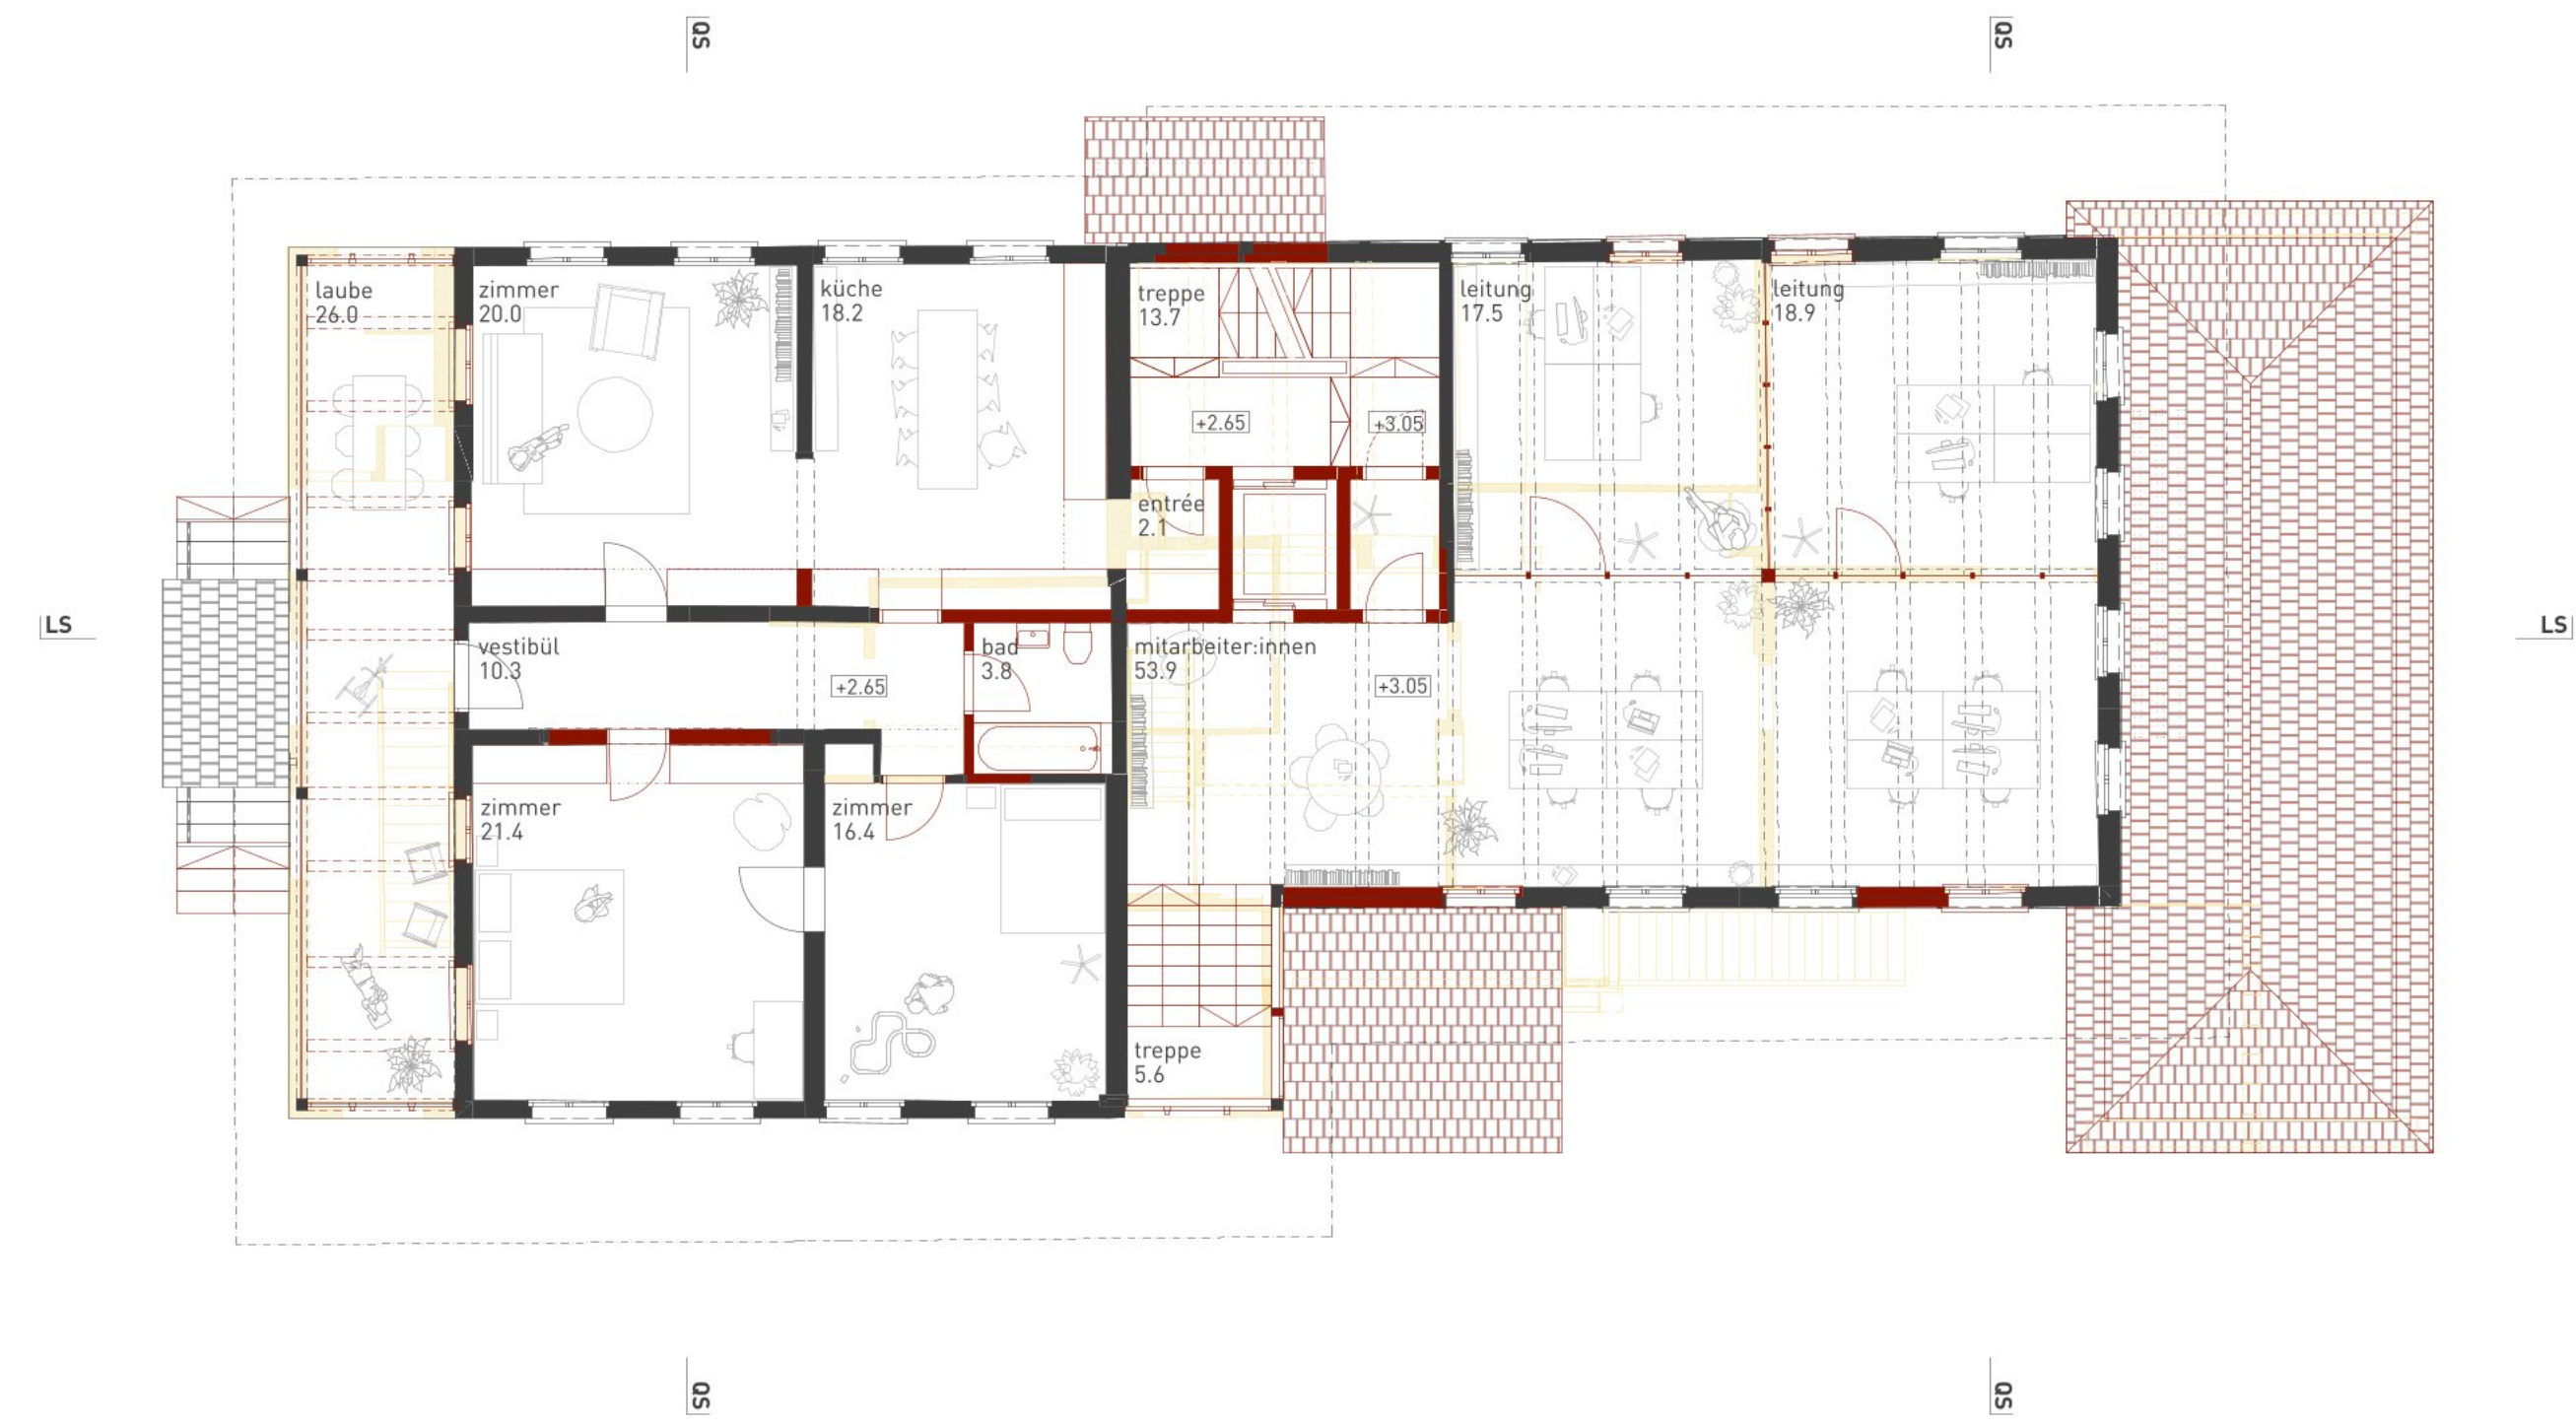 QS
QS
laube
26.0
zimmer
20.0
küche
18.2
treppe
13.7
leitung
17.5
leitung
18.9
+2.65
+3.05
entrée
2.1
LS
LS
vestibül
10.3
bad
3.8
mitarbeiter:innen
53.9
+2.65
+3.05
zimmer
21.4
zimmer
16.4
treppe
5.6
QS
QS